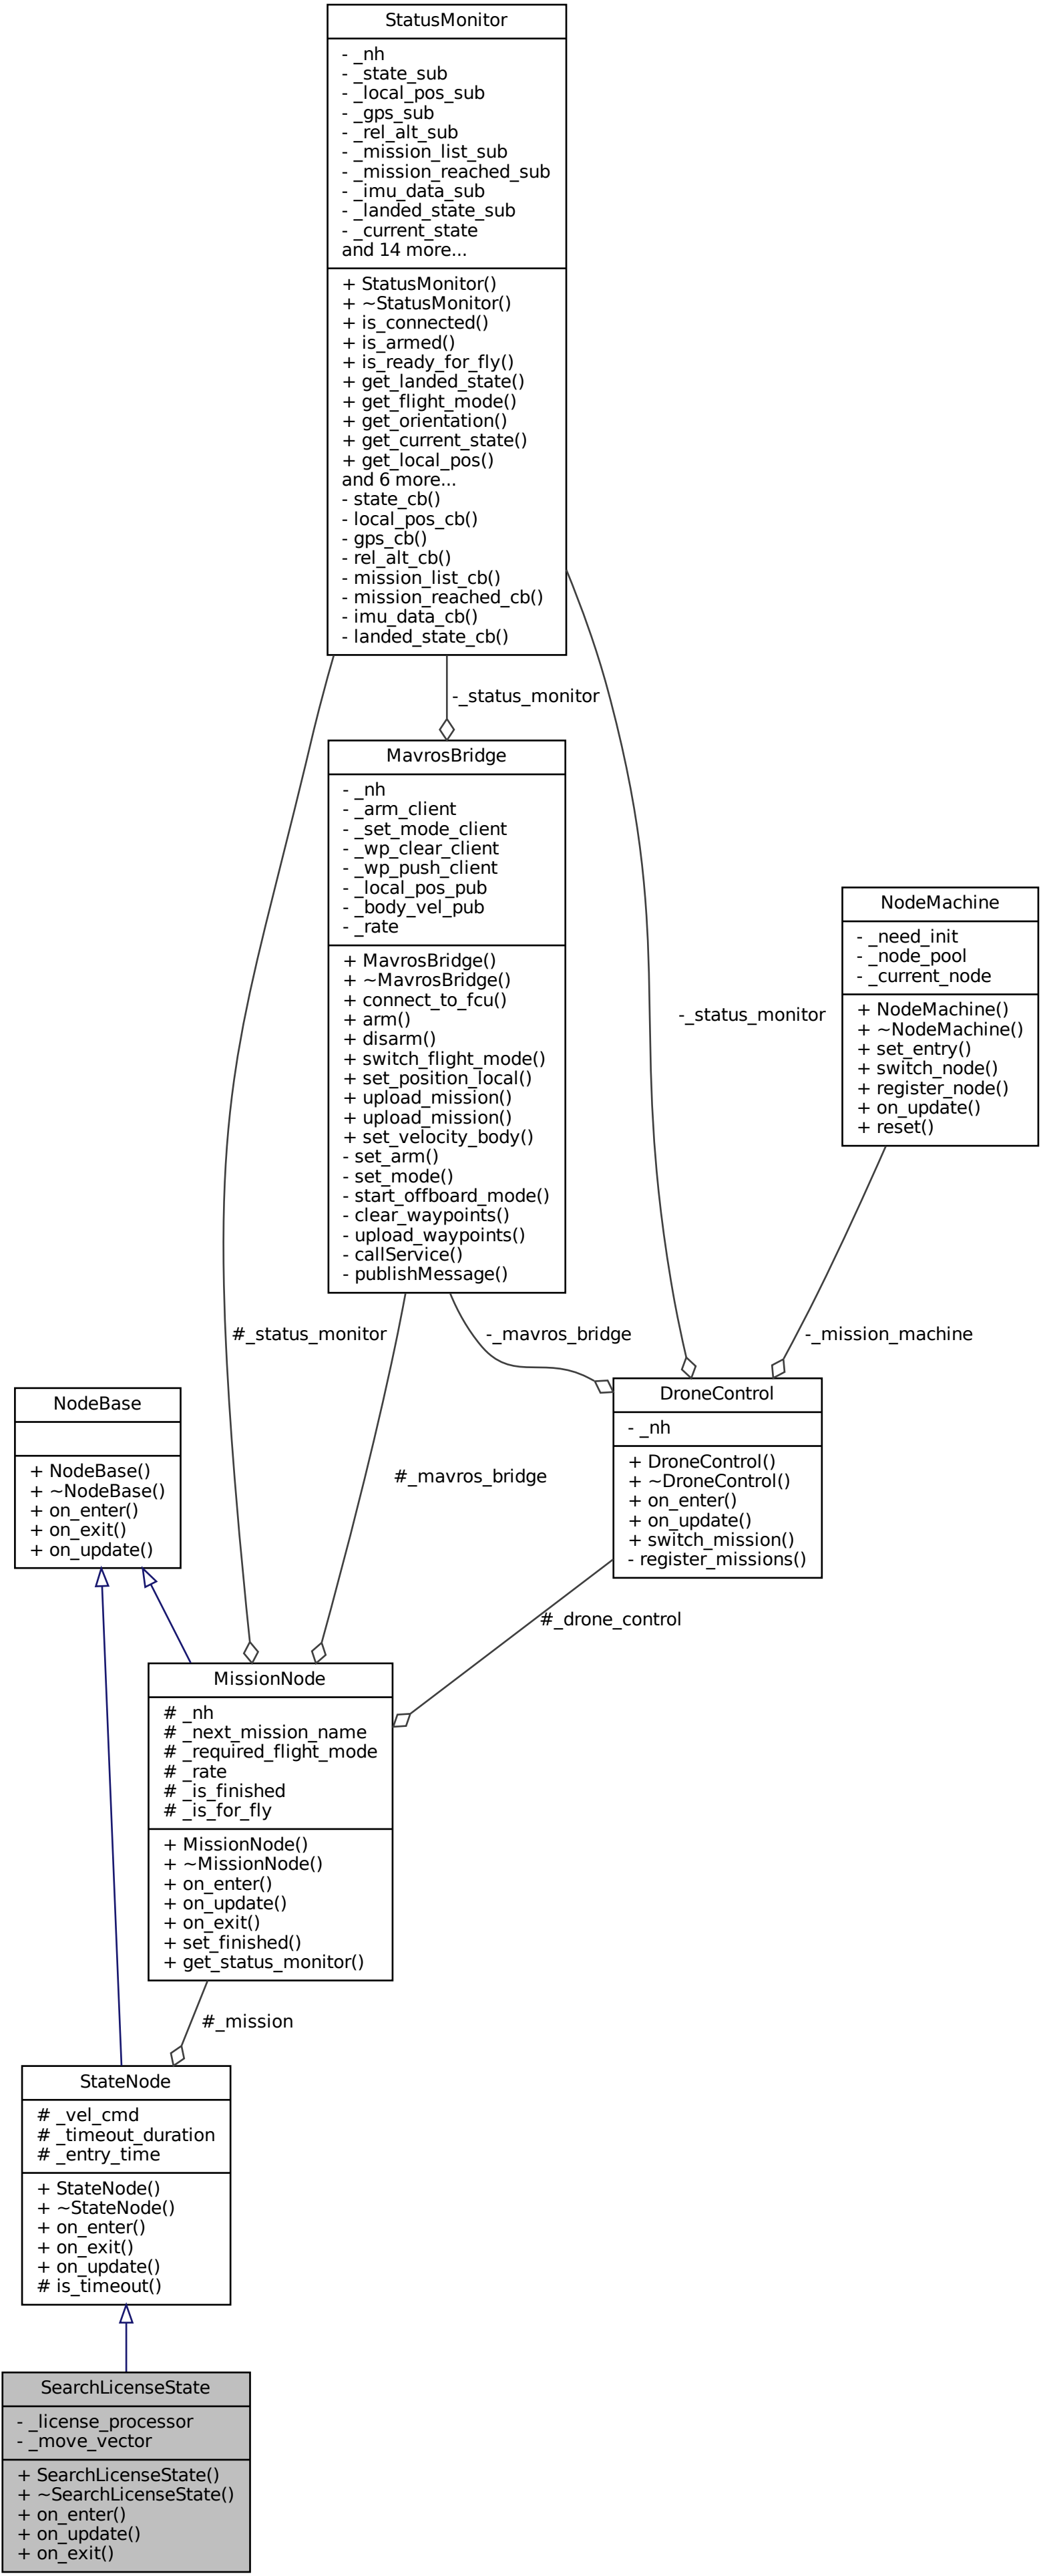 StatusMonitor
- _nh
- _state_sub
- _local_pos_sub
- _gps_sub
- _rel_alt_sub
- _mission_list_sub
- _mission_reached_sub
- _imu_data_sub
- _landed_state_sub
- _current_state
and 14 more...
+ StatusMonitor()
+ ~StatusMonitor()
+ is_connected()
+ is_armed()
+ is_ready_for_fly()
+ get_landed_state()
+ get_flight_mode()
+ get_orientation()
+ get_current_state()
+ get_local_pos()
and 6 more...
- state_cb()
- local_pos_cb()
- gps_cb()
- rel_alt_cb()
- mission_list_cb()
- mission_reached_cb()
- imu_data_cb()
- landed_state_cb()
-_status_monitor
MavrosBridge
- _nh
- _arm_client
- _set_mode_client
- _wp_clear_client
- _wp_push_client
- _local_pos_pub
- _body_vel_pub
- _rate
+ MavrosBridge()
+ ~MavrosBridge()
+ connect_to_fcu()
+ arm()
+ disarm()
+ switch_flight_mode()
+ set_position_local()
+ upload_mission()
+ upload_mission()
+ set_velocity_body()
- set_arm()
- set_mode()
- start_offboard_mode()
- clear_waypoints()
- upload_waypoints()
- callService()
- publishMessage()
-_status_monitor
NodeMachine
- _need_init
- _node_pool
- _current_node
+ NodeMachine()
+ ~NodeMachine()
+ set_entry()
+ switch_node()
+ register_node()
+ on_update()
+ reset()
#_status_monitor
-_mavros_bridge
-_mission_machine
NodeBase
+ NodeBase()
+ ~NodeBase()
+ on_enter()
+ on_exit()
+ on_update()
#_mavros_bridge
DroneControl
- _nh
+ DroneControl()
+ ~DroneControl()
+ on_enter()
+ on_update()
+ switch_mission()
- register_missions()
#_drone_control
MissionNode
# _nh
# _next_mission_name
# _required_flight_mode
# _rate
# _is_finished
# _is_for_fly
+ MissionNode()
+ ~MissionNode()
+ on_enter()
+ on_update()
+ on_exit()
+ set_finished()
+ get_status_monitor()
#_mission
StateNode
# _vel_cmd
# _timeout_duration
# _entry_time
+ StateNode()
+ ~StateNode()
+ on_enter()
+ on_exit()
+ on_update()
# is_timeout()
SearchLicenseState
- _license_processor
- _move_vector
+ SearchLicenseState()
+ ~SearchLicenseState()
+ on_enter()
+ on_update()
+ on_exit()